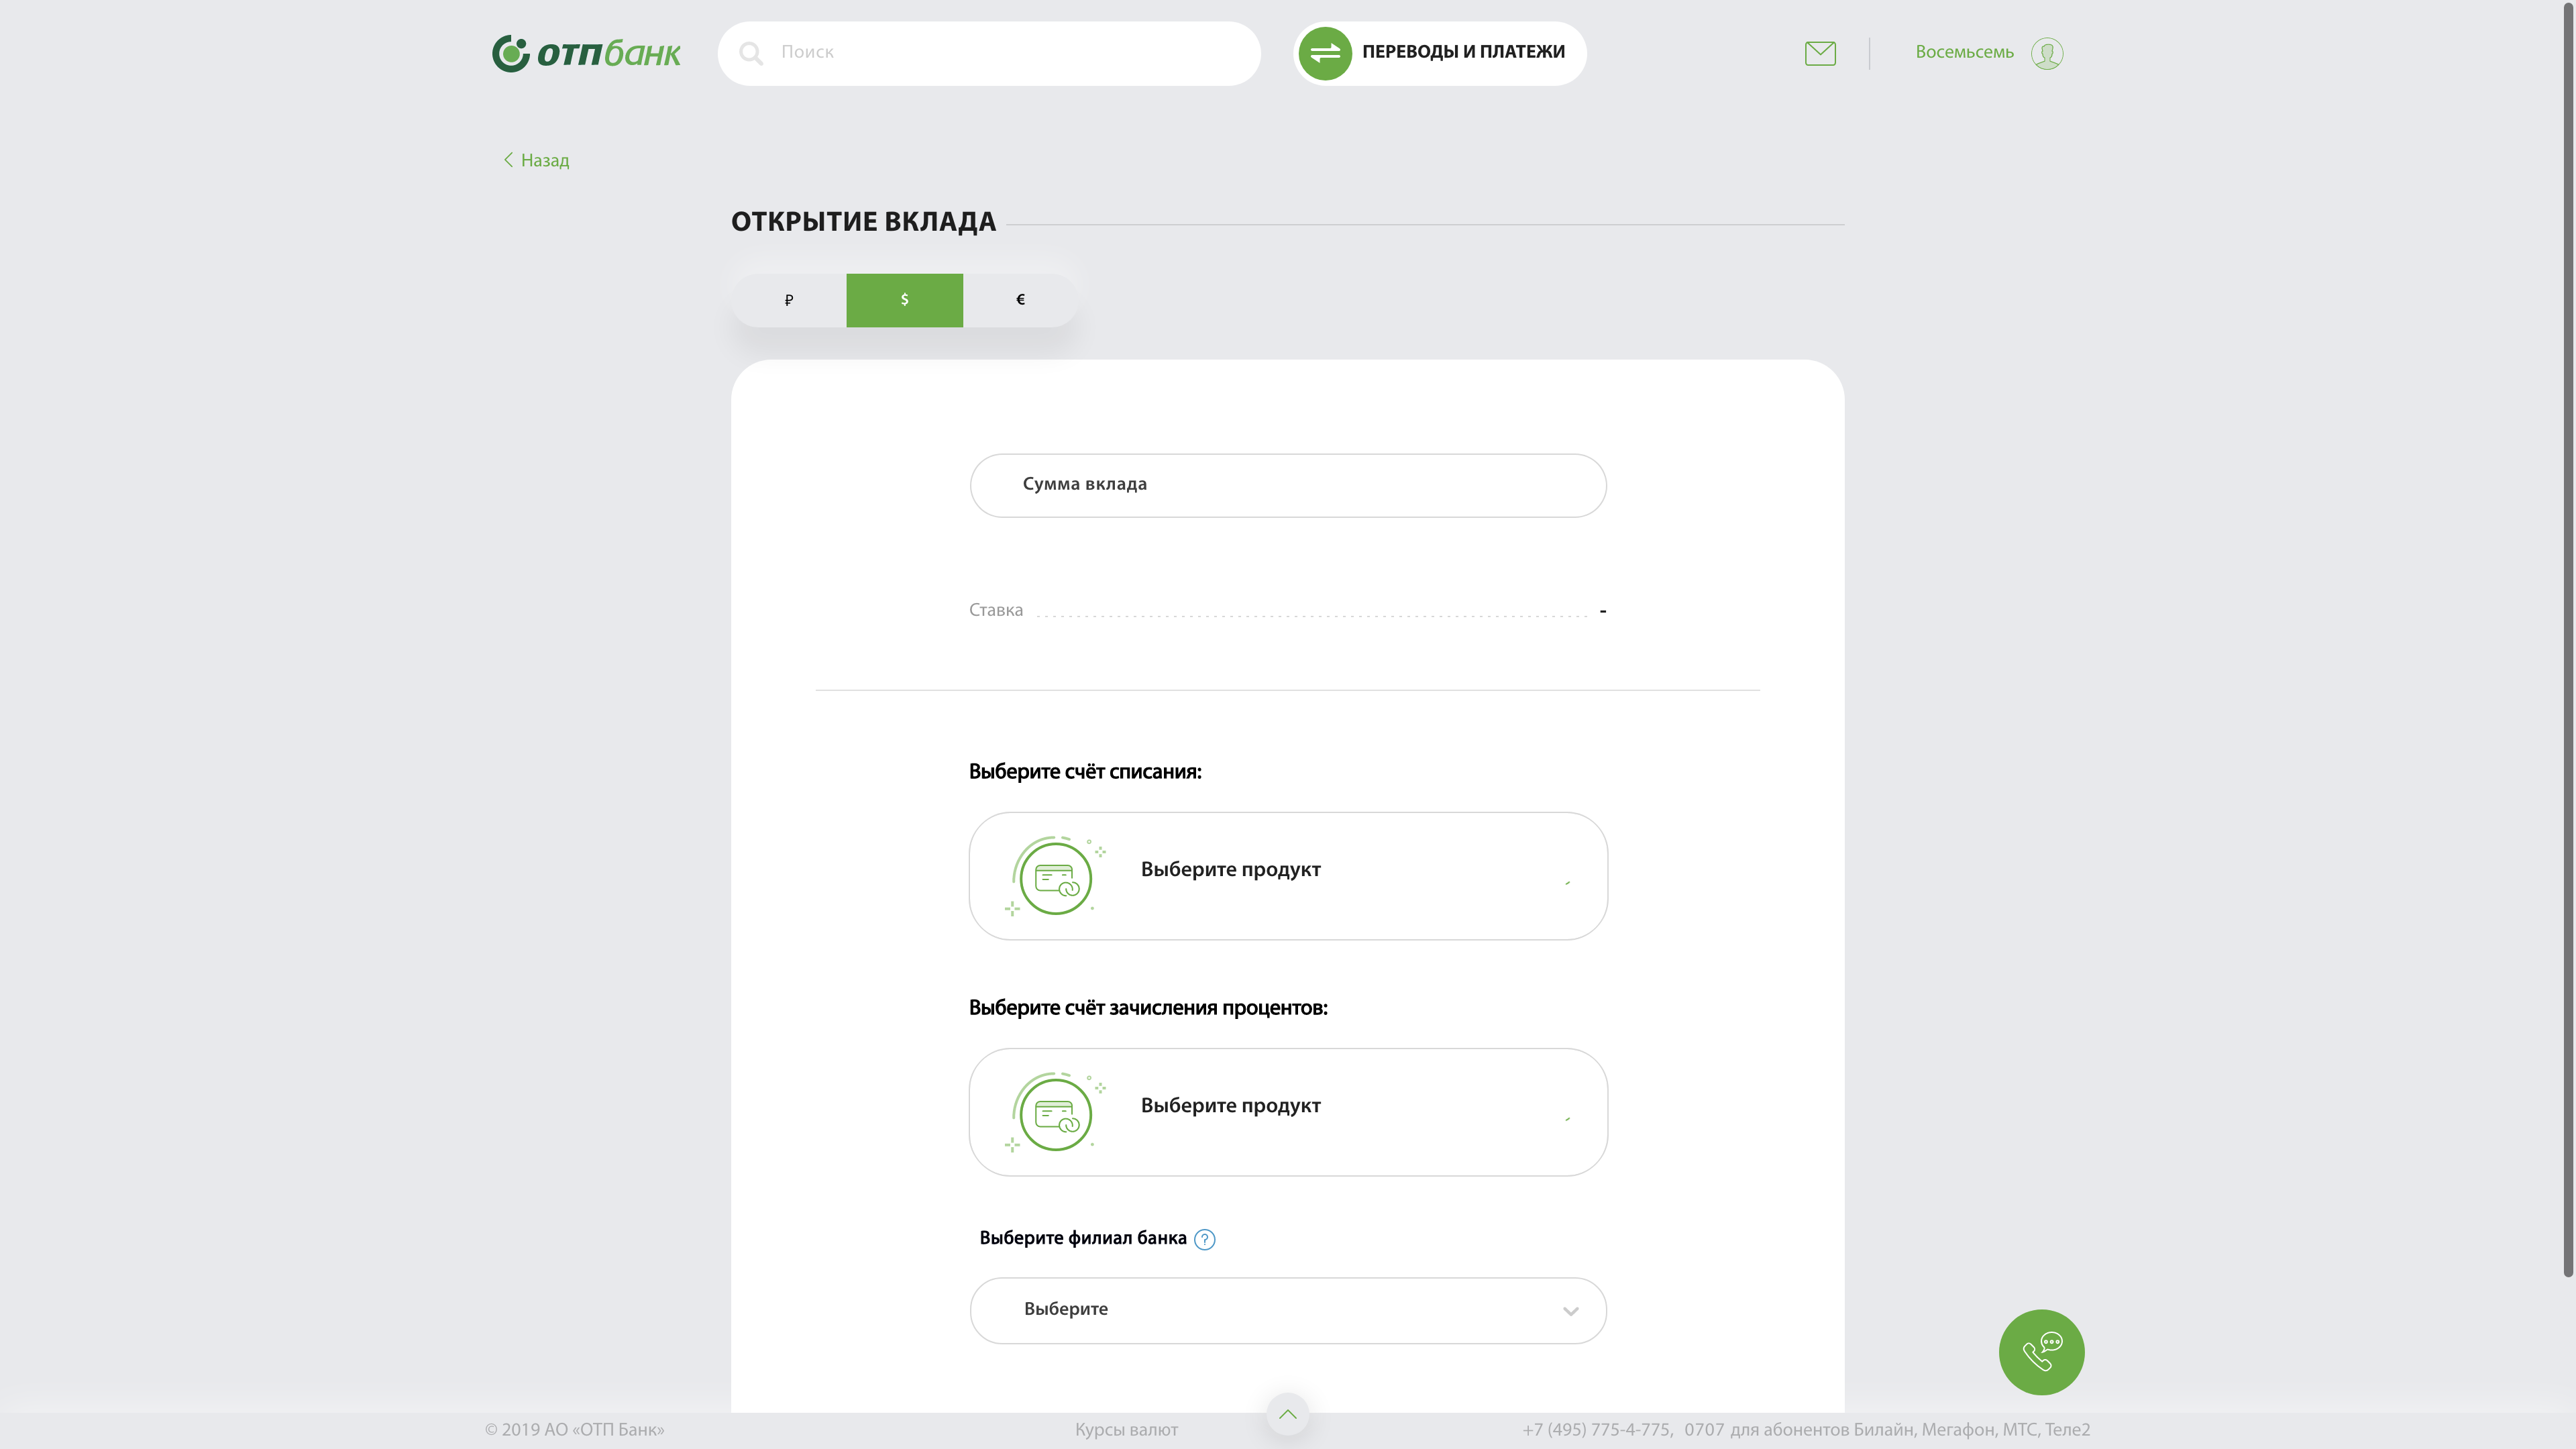 отпбанк
Поиск
ПЕРЕВОДЫ И ПЛАТЕЖИ
Восемьсемь
Назад
ОТКРЫТИЕ ВКЛАДА
₽ $ €
Сумма вклада
Ставка -
Выберите счёт списания:
Выберите продукт
Выберите счёт зачисления процентов:
Выберите продукт
Выберите филиал банка ?
Выберите
© 2019 АО «ОТП Банк» Курсы валют +7 (495) 775-4-775, 0707 для абонентов Билайн, Мегафон, МТС, Теле2